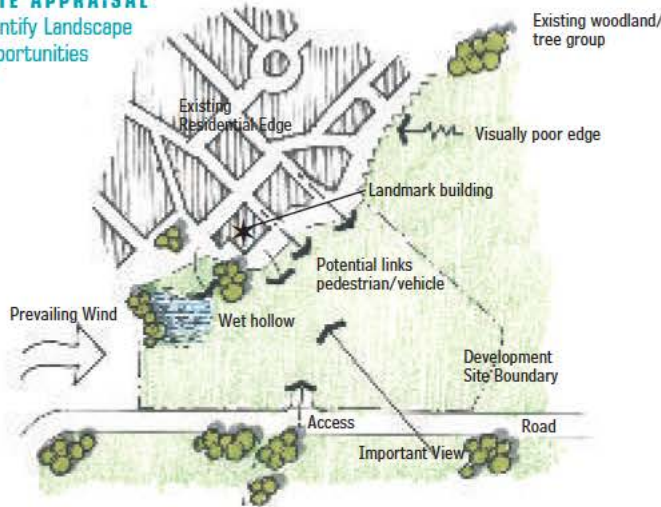 APPRAISAL
ntify Landscape
portunities
Existing woodland/
tree group
Existing
Residential Edge
Visually poor edge
Landmark building
Potential links
pedestrian/vehicle
Prevailing Wind
Wet hollow
Development
Site Boundary
Access
Road
Important View